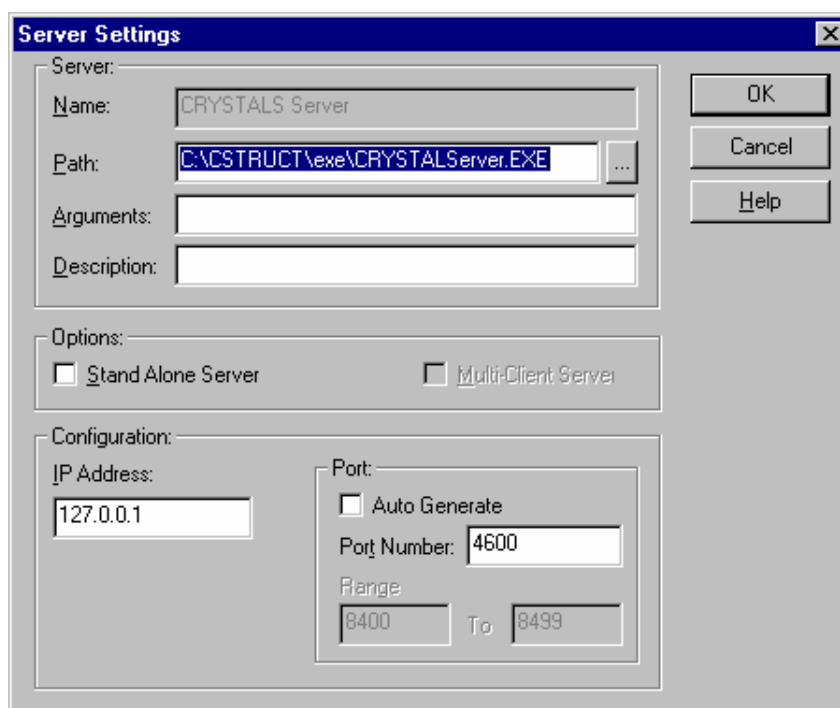 Server Settings
Server:
Name: CRYSTALS Server
Path: C:\CSTRUCT\exe\CRYSTALServer.EXE ...
Arguments:
Description:
OK
Cancel
Help
Options:
Stand Alone Server Multi-Client Server
Configuration:
IP Address:
127.0.0.1
Port:
Auto Generate
Port Number: 4600
Range
8400 To 8499